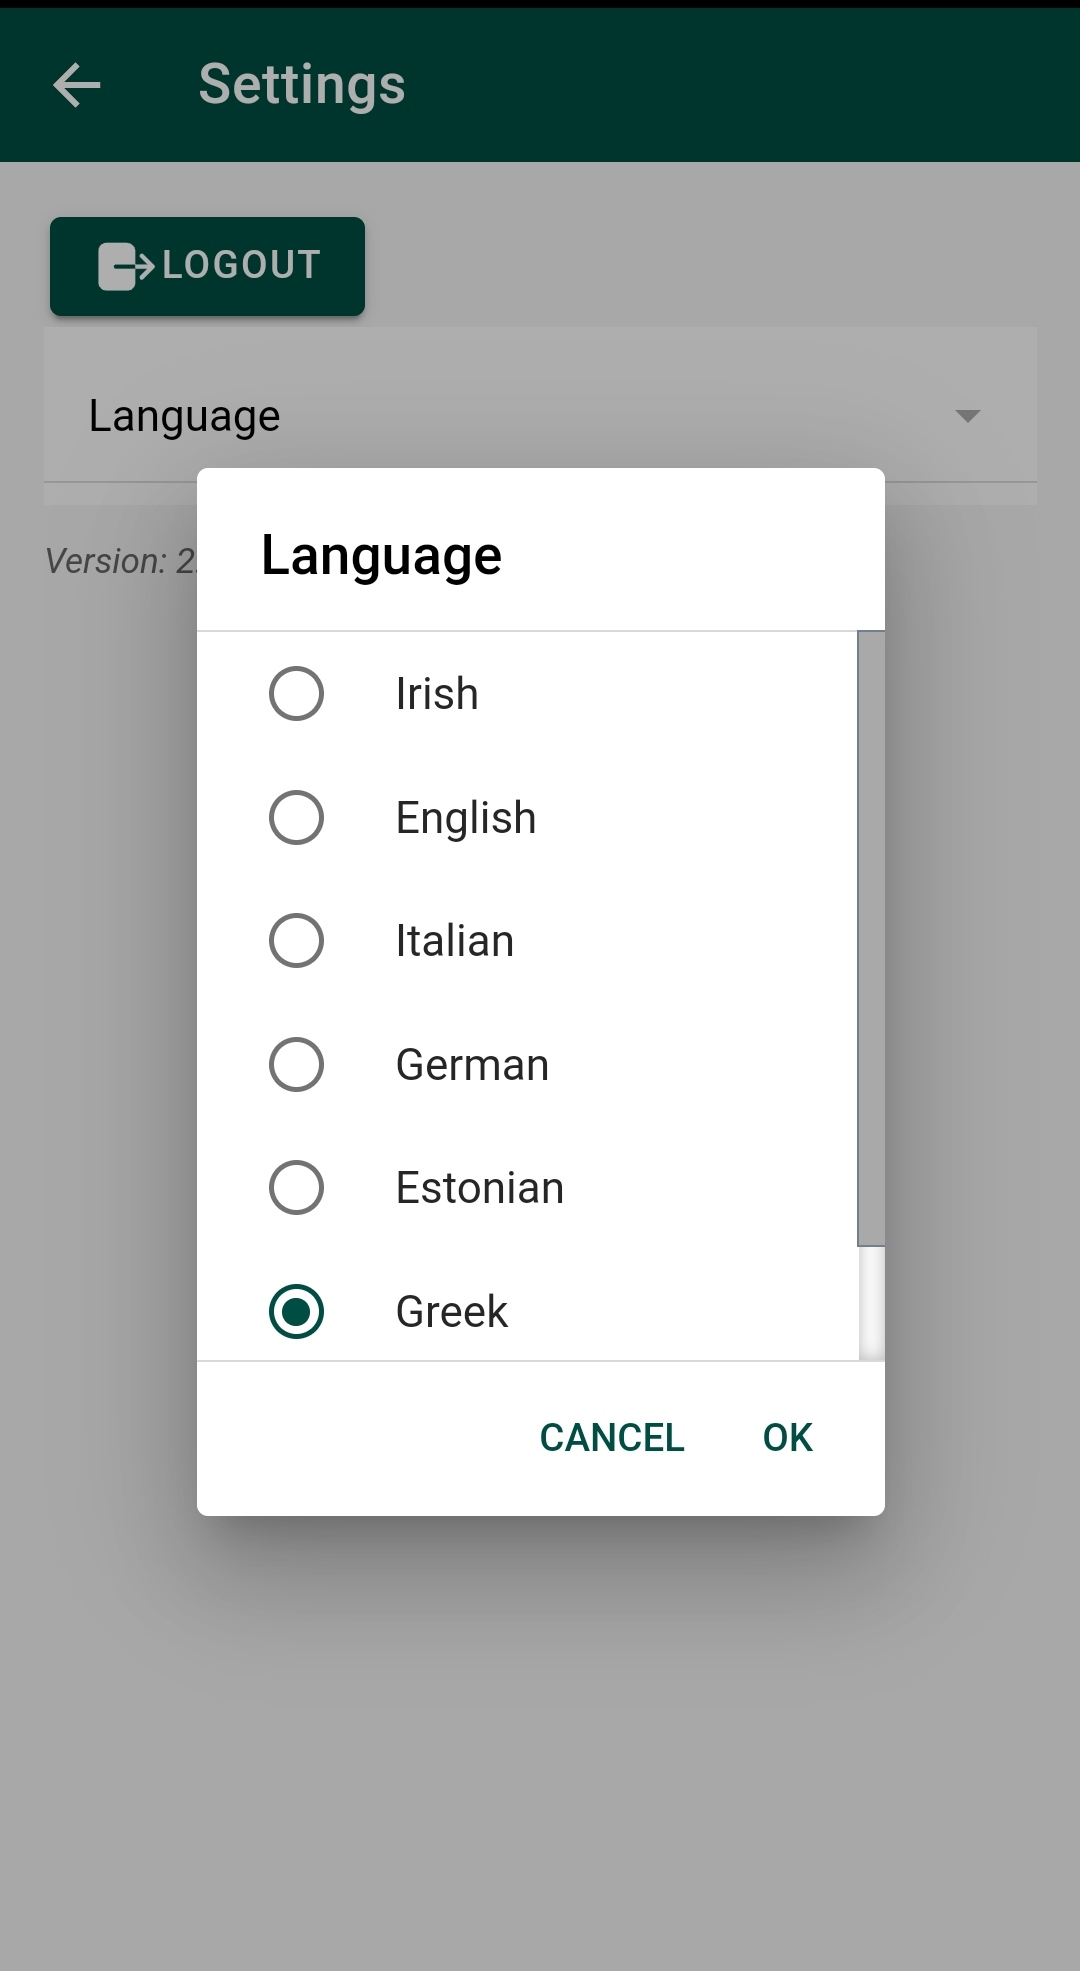 Settings
LOGOUT
Language
Version: 2.
Language
Irish
English
Italian
German
Estonian
Greek
CANCEL
OK